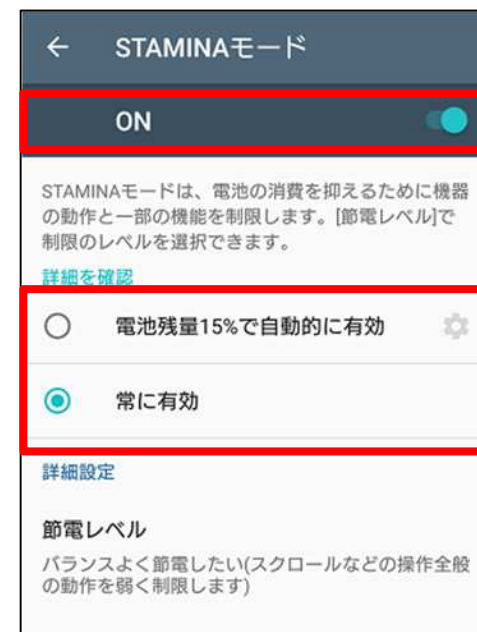 STAMINAモード
ON
STAMINAモードは、電池の消費を抑えるために機器
の動作と一部の機能を制限します。[節電レベル]で
制限のレベルを選択できます。
詳細を確認
電池残量15%で自動的に有効
常に有効
詳細設定
節電レベル
バランスよく節電したい(スクロールなどの操作全般
の動作を弱く制限します)